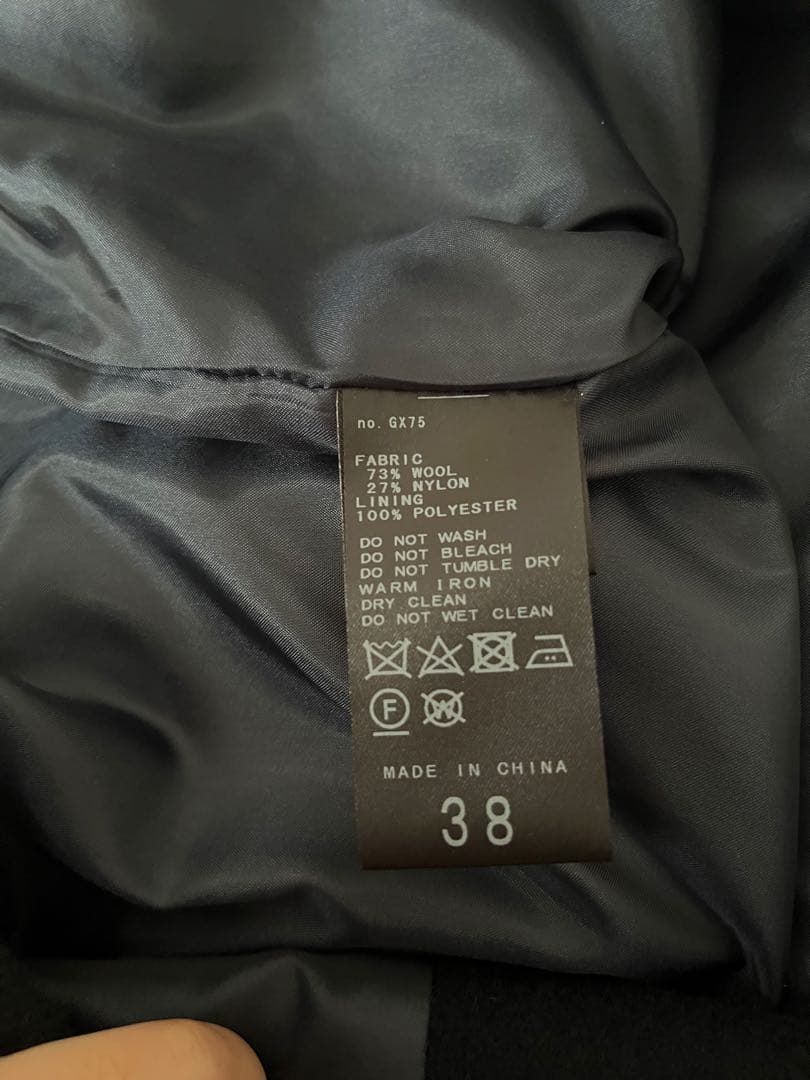 no. GX75
FABRIC
73% WOOL
27% NYLON
LINING
100% POLYESTER
DO NOT WASH
DO NOT BLEACH
DO NOT TUMBLE DRY
WARM IRON
DRY CLEAN
DO NOT WET CLEAN
F W
MADE IN CHINA
38